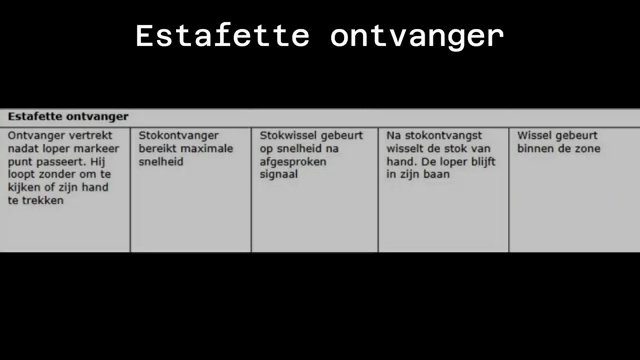 Estafette ontvanger
Estafette ontvanger
Ontvanger vertrekt
nadat loper markeer
punt passeert. Hij
loopt zonder om te
kijken of zijn hand
te trekken
Stokontvanger
bereikt maximale
snelheid
Stokwissel gebeurt
op snelheid na
afgesproken
signaal
Na stokontvangst
wisselt de stok van
hand. De loper blijft
in zijn baan
Wissel gebeurt
binnen de zone